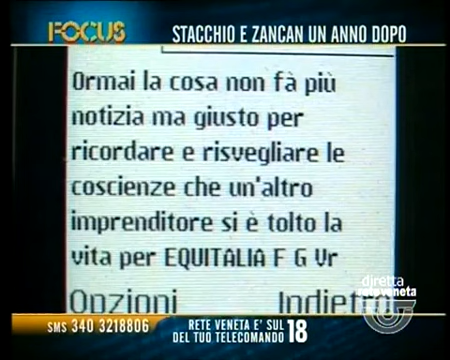 FOCUS
STACCHIO E ZANCAN UN ANNO DOPO
Ormai la cosa non fà più
notizia ma giusto per
ricordare e risvegliare le
coscienze che un'altro
imprenditore si è tolto la
vita per EQUITALIA F G Vr
Opzioni Indietro
diretta
reteveneta
SMS 340 3218806
RETE VENETA E' SUL
DEL TUO TELECOMANDO 18